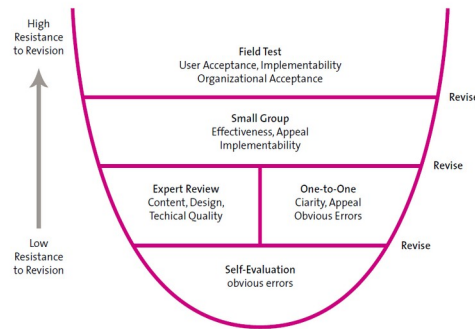 High
Resistance
to Revision
Field Test
User Acceptance, Implementability
Organizational Acceptance
Revise
Small Group
Effectiveness, Appeal
Implementability
Revise
Expert Review
Content, Design,
Techical Quality
One-to-One
Ciarity, Appeal
Obvious Errors
Low
Resistance
to Revision
Revise
Self-Evaluation
obvious errors